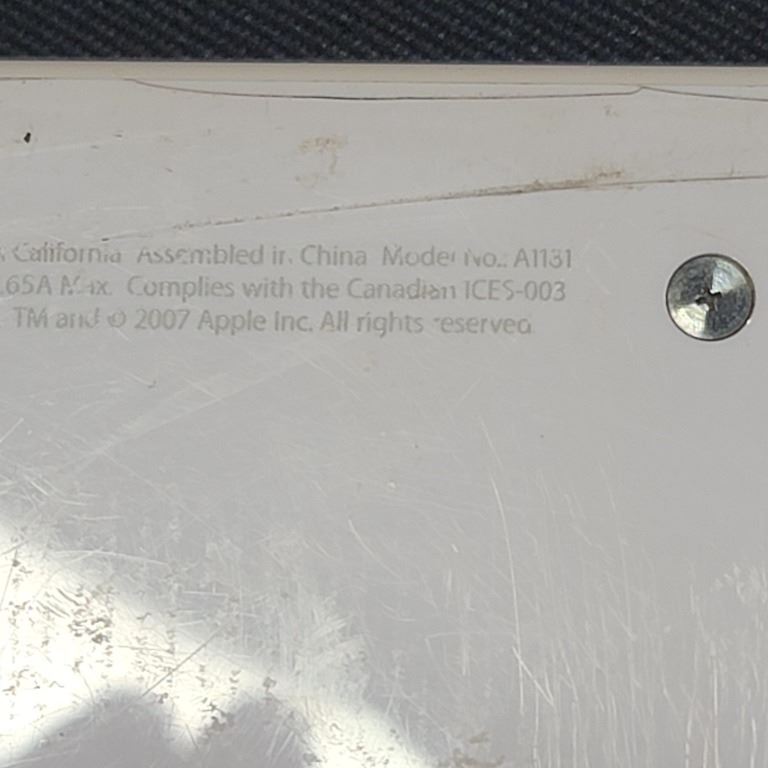 California Assembled in China Model No.: A1131
.65A Max. Complies with the Canadian ICES-003
TM and © 2007 Apple Inc. All rights reserved